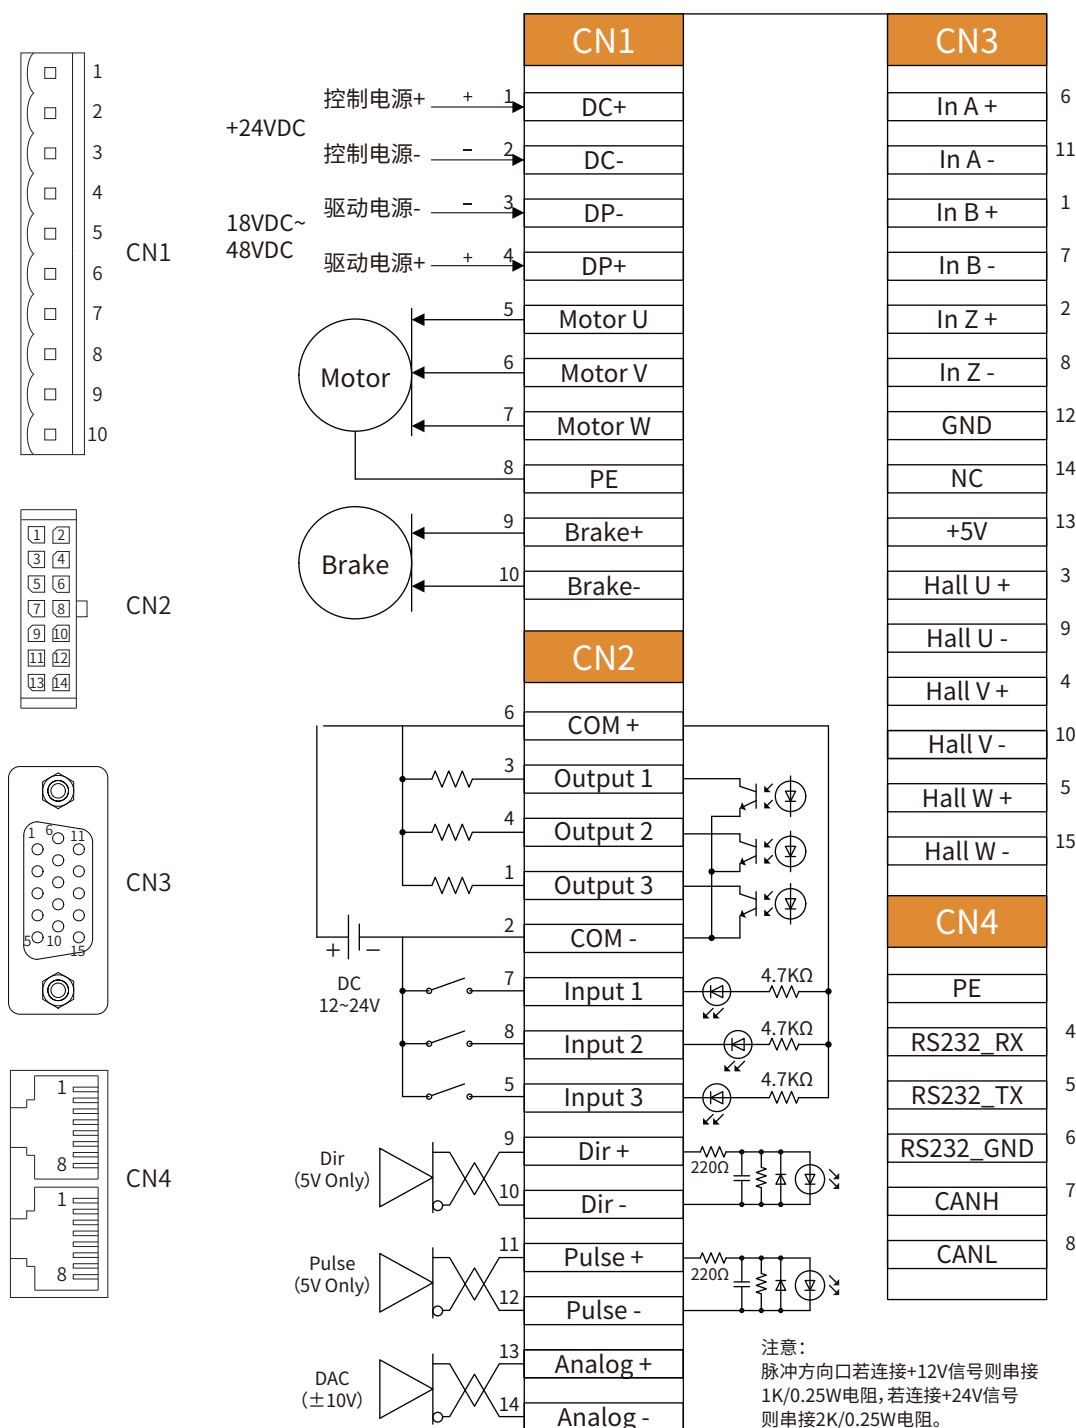 1
2
3
4
5
6
7
8
9
10
CN1
1 2
3 4
5 6
7 8
9 10
11 12
13 14
CN2
1 6 11
5 10 15
CN3
1
8
1
8
CN4
CN1
控制电源+ + 1 DC+
+24VDC
控制电源- − 2 DC-
驱动电源- − 3 DP-
18VDC~
48VDC
驱动电源+ + 4 DP+
5 Motor U
Motor
6 Motor V
7 Motor W
8 PE
9 Brake+
Brake
10 Brake-
CN2
6 COM +
3 Output 1
4 Output 2
1 Output 3
2 COM -
+ −
DC
12~24V
7 Input 1 4.7KΩ
8 Input 2 4.7KΩ
5 Input 3 4.7KΩ
9 Dir + 220Ω
Dir
(5V Only)
10 Dir -
11 Pulse + 220Ω
Pulse
(5V Only)
12 Pulse -
13 Analog +
DAC
(±10V)
14 Analog -
CN3
In A + 6
In A - 11
In B + 1
In B - 7
In Z + 2
In Z - 8
GND 12
NC 14
+5V 13
Hall U + 3
Hall U - 9
Hall V + 4
Hall V - 10
Hall W + 5
Hall W - 15
CN4
PE
RS232_RX 4
RS232_TX 5
RS232_GND 6
CANH 7
CANL 8
注意：
脉冲方向口若连接+12V信号则串接
1K/0.25W电阻，若连接+24V信号
则串接2K/0.25W电阻。